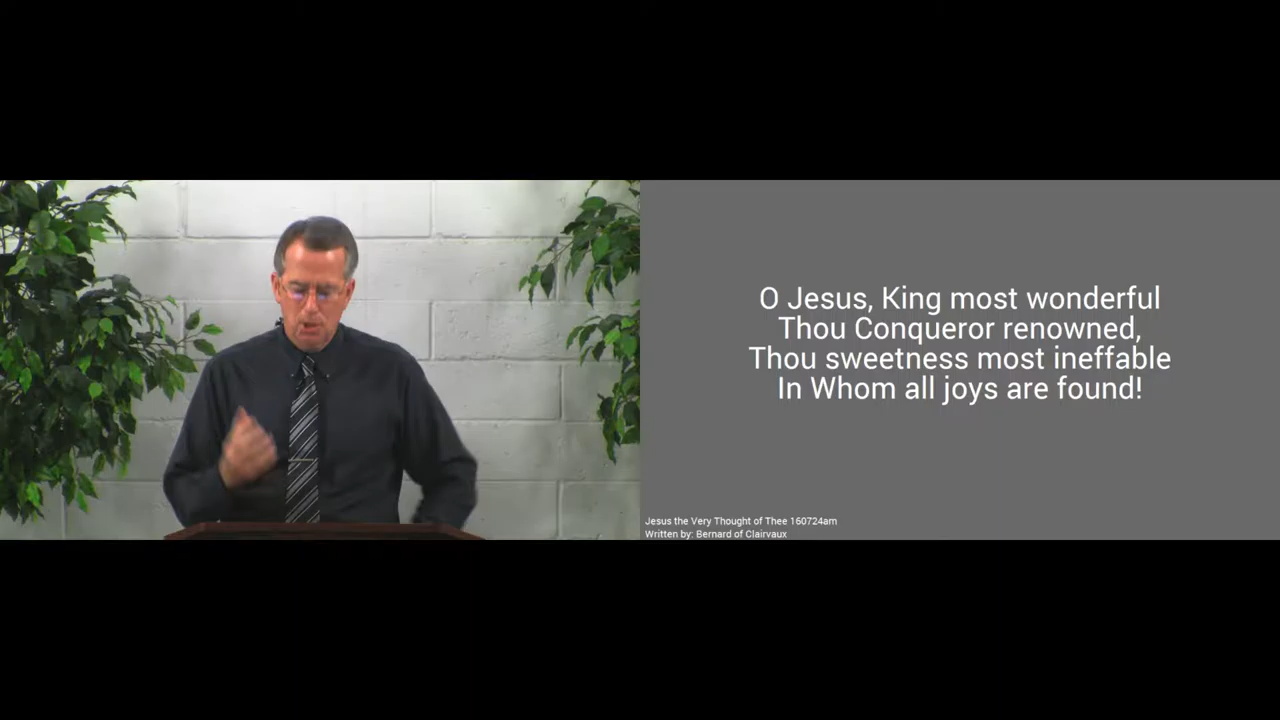 O Jesus, King most wonderful
Thou Conqueror renowned,
Thou sweetness most ineffable
In Whom all joys are found!
Jesus the Very Thought of Thee 160724am
Written by: Bernard of Clairvaux